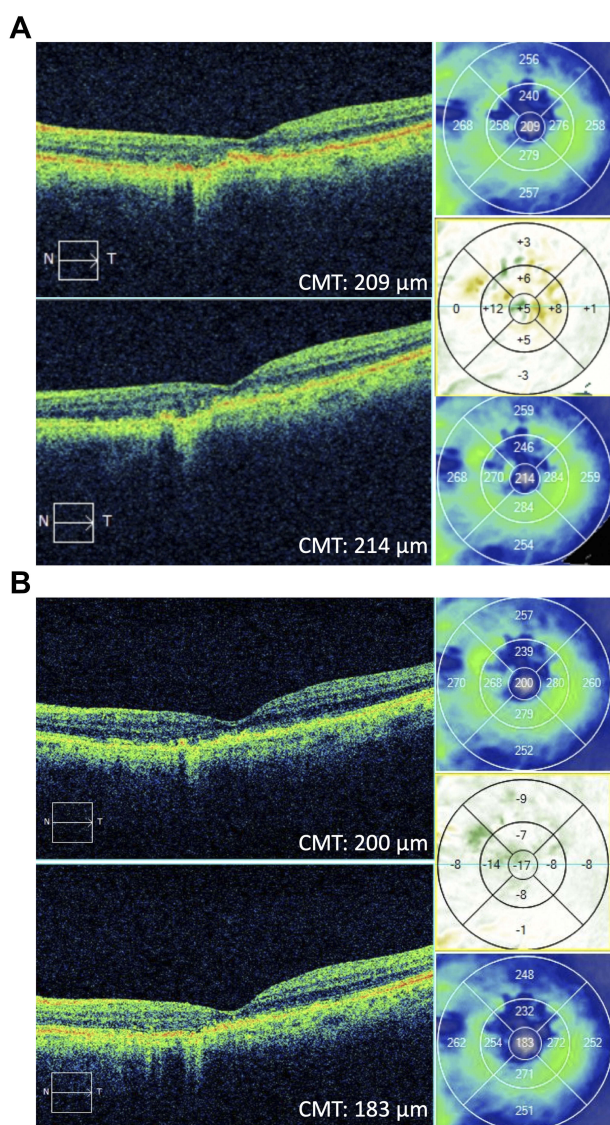 A
256
240
268 258 209 276 258
279
257
N T
CMT: 209 μm
+3
+6
0 +12 +5 +8 +1
+5
-3
259
246
268 270 214 284 259
284
254
N T
CMT: 214 μm
B
257
239
270 268 200 280 260
279
252
N T
CMT: 200 μm
-9
-7
-8 -14 -17 -8 -8
-8
-1
248
232
262 254 183 272 252
271
251
N T
CMT: 183 μm